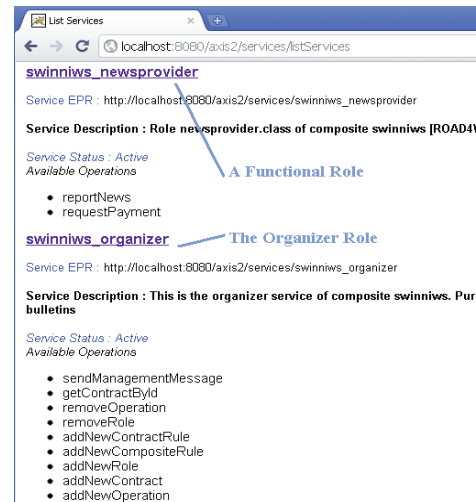 List Services
localhost:8080/axis2/services/listServices
swinniws_newsprovider
Service EPR : http://localhost:8080/axis2/services/swinniws_newsprovider
Service Description : Role newsprovider.class of composite swinniws [ROAD4
Service Status : Active
Available Operations
A Functional Role
reportNews
requestPayment
swinniws_organizer
The Organizer Role
Service EPR : http://localhost:8080/axis2/services/swinniws_organizer
Service Description : This is the organizer service of composite swinniws. Pur
bulletins
Service Status : Active
Available Operations
sendManagementMessage
getContractById
removeOperation
removeRole
addNewContractRule
addNewCompositeRule
addNewRole
addNewContract
addNewOperation